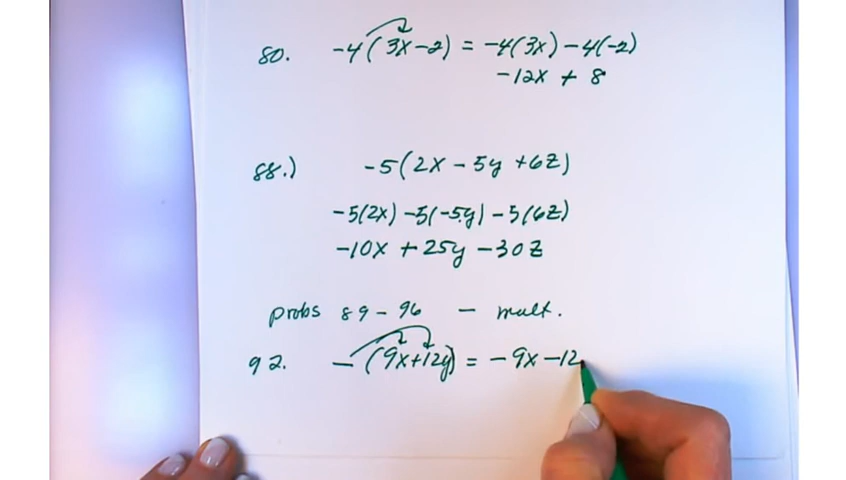 80. -4(3x-2) = -4(3x)-4(-2)
-12x + 8
88.) -5(2x-5y+6z)
-5(2x)-5(-5y)-5(6z)
-10x+25y-30z
probs 89-96 - mult.
92. -(9x+12y) = -9x-12